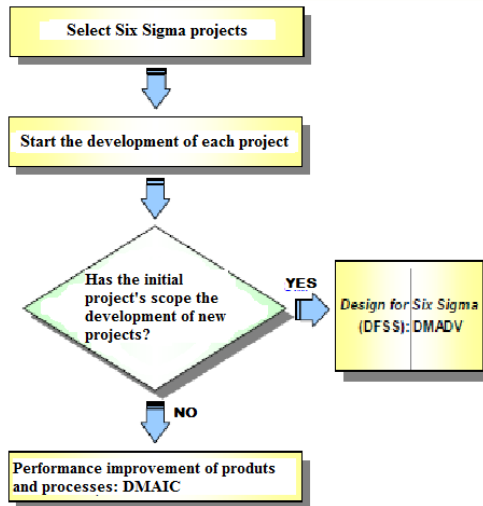 Select Six Sigma projects
Start the development of each project
Has the initial
project's scope the
development of new
projects?
YES
Design for Six Sigma
(DFSS): DMADV
NO
Performance improvement of produts
and processes: DMAIC